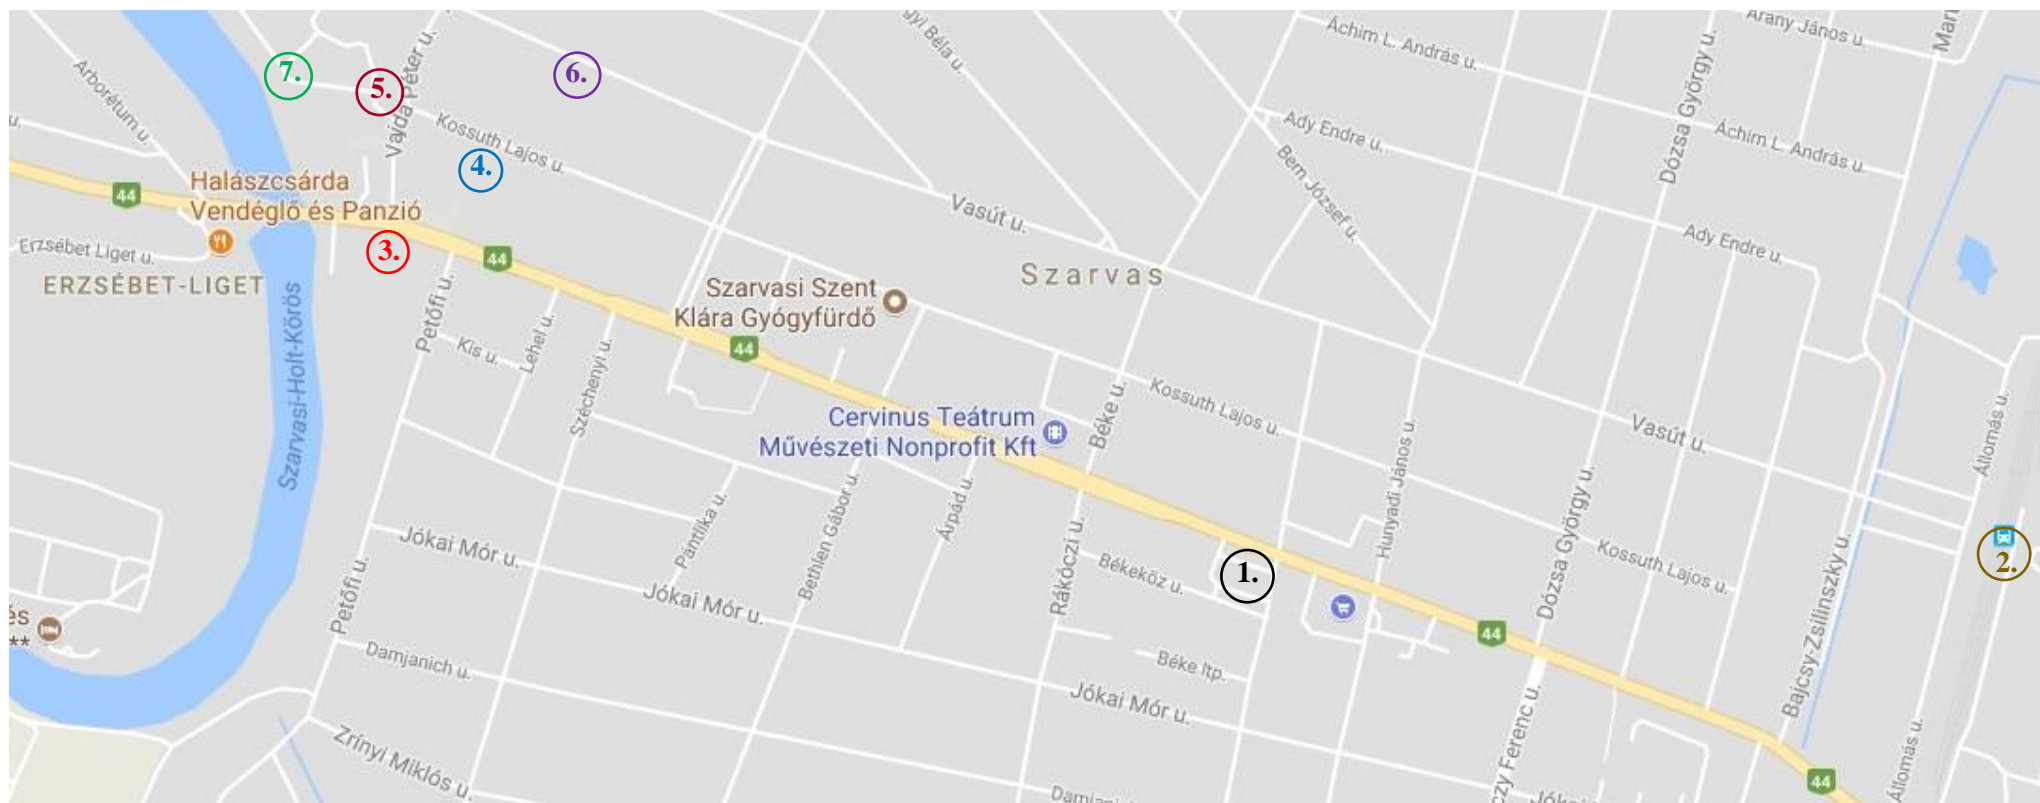 Arany János u.
Achim L. András u.
7.
5.
6.
Arborétum u.
Vajda Péter u.
Dózsa György u.
Kossuth Lajos u.
Ady Endre u.
Áchim L. András u.
u.
4.
Bem József u.
44
Halászcsárda
Vendéglő és Panzió
Vasút u.
Erzsébet Liget u.
3.
44
Ady Endre u.
ERZSÉBET-LIGET
Szarvas
Szarvasi Szent
Klára Gyógyfürdő
Petőfi u.
Kis u.
Lehel u.
44
Szarvasi-Holt-Körös
Széchenyi u.
Kossuth Lajos u.
Béke u.
Cervinus Teátrum
Művészeti Nonprofit Kft
Vasút u.
Állomás u.
Hunyadi János u.
Pántlika u.
Bethlen Gábor u.
Árpád u.
Dózsa György u.
Jókai Mór u.
Rákóczi u.
Békeköz u.
1.
Kossuth Lajos u.
2.
Petőfi u.
Jókai Mór u.
Bajcsy-Zsilinszky u.
és
**
44
Damjanich u.
Béke ltp.
Jókai Mór u.
Zrínyi Miklós u.
czy Ferenc u.
Állomás u.
44